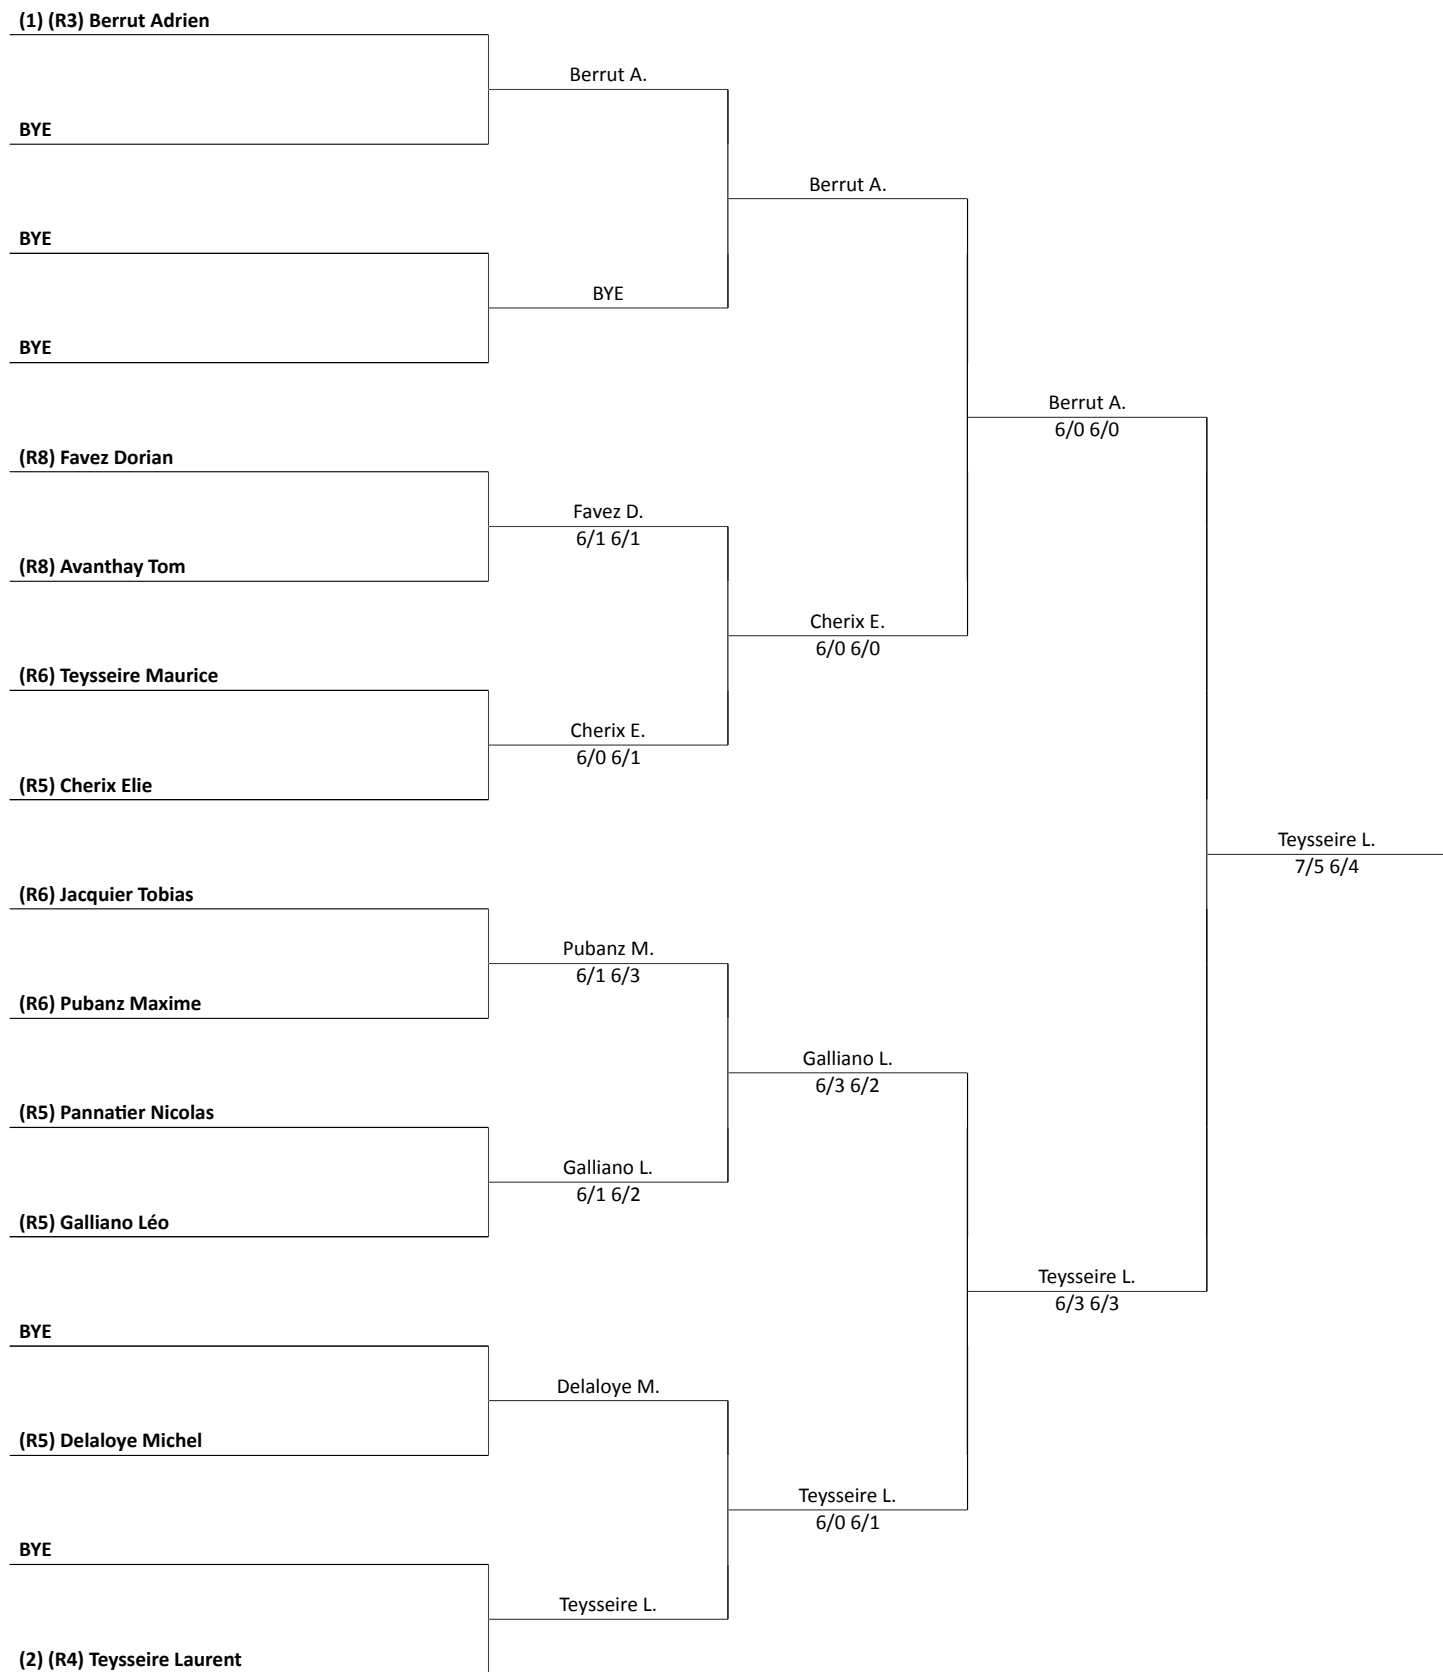 (1) (R3) Berrut Adrien
Berrut A.
BYE
Berrut A.
BYE
BYE
BYE
Berrut A.
6/0 6/0
(R8) Favez Dorian
Favez D.
6/1 6/1
(R8) Avanthay Tom
Cherix E.
6/0 6/0
(R6) Teysseire Maurice
Cherix E.
6/0 6/1
(R5) Cherix Elie
Teysseire L.
7/5 6/4
(R6) Jacquier Tobias
Pubanz M.
6/1 6/3
(R6) Pubanz Maxime
Galliano L.
6/3 6/2
(R5) Pannatier Nicolas
Galliano L.
6/1 6/2
(R5) Galliano Léo
Teysseire L.
6/3 6/3
BYE
Delaloye M.
(R5) Delaloye Michel
Teysseire L.
6/0 6/1
BYE
Teysseire L.
(2) (R4) Teysseire Laurent